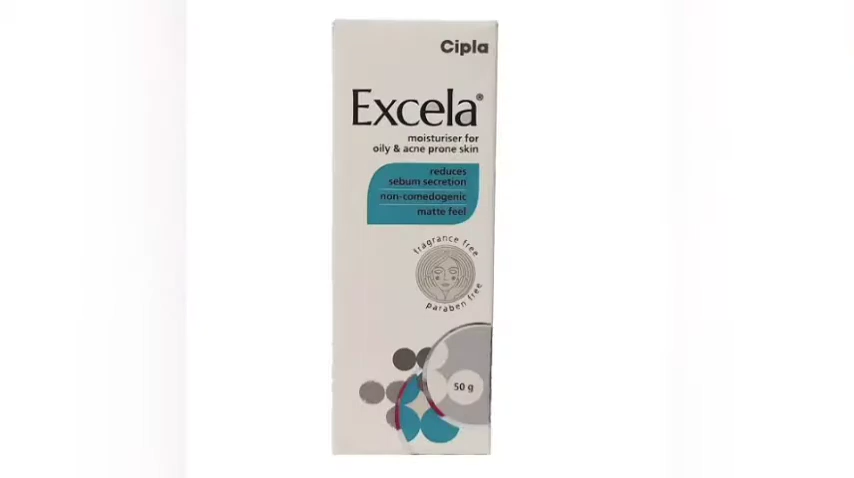 Cipla
Excela®
moisturiser for
oily & acne prone skin
reduces
sebum secretion
non-comedogenic
matte feel
fragrance free
paraben free
50 g